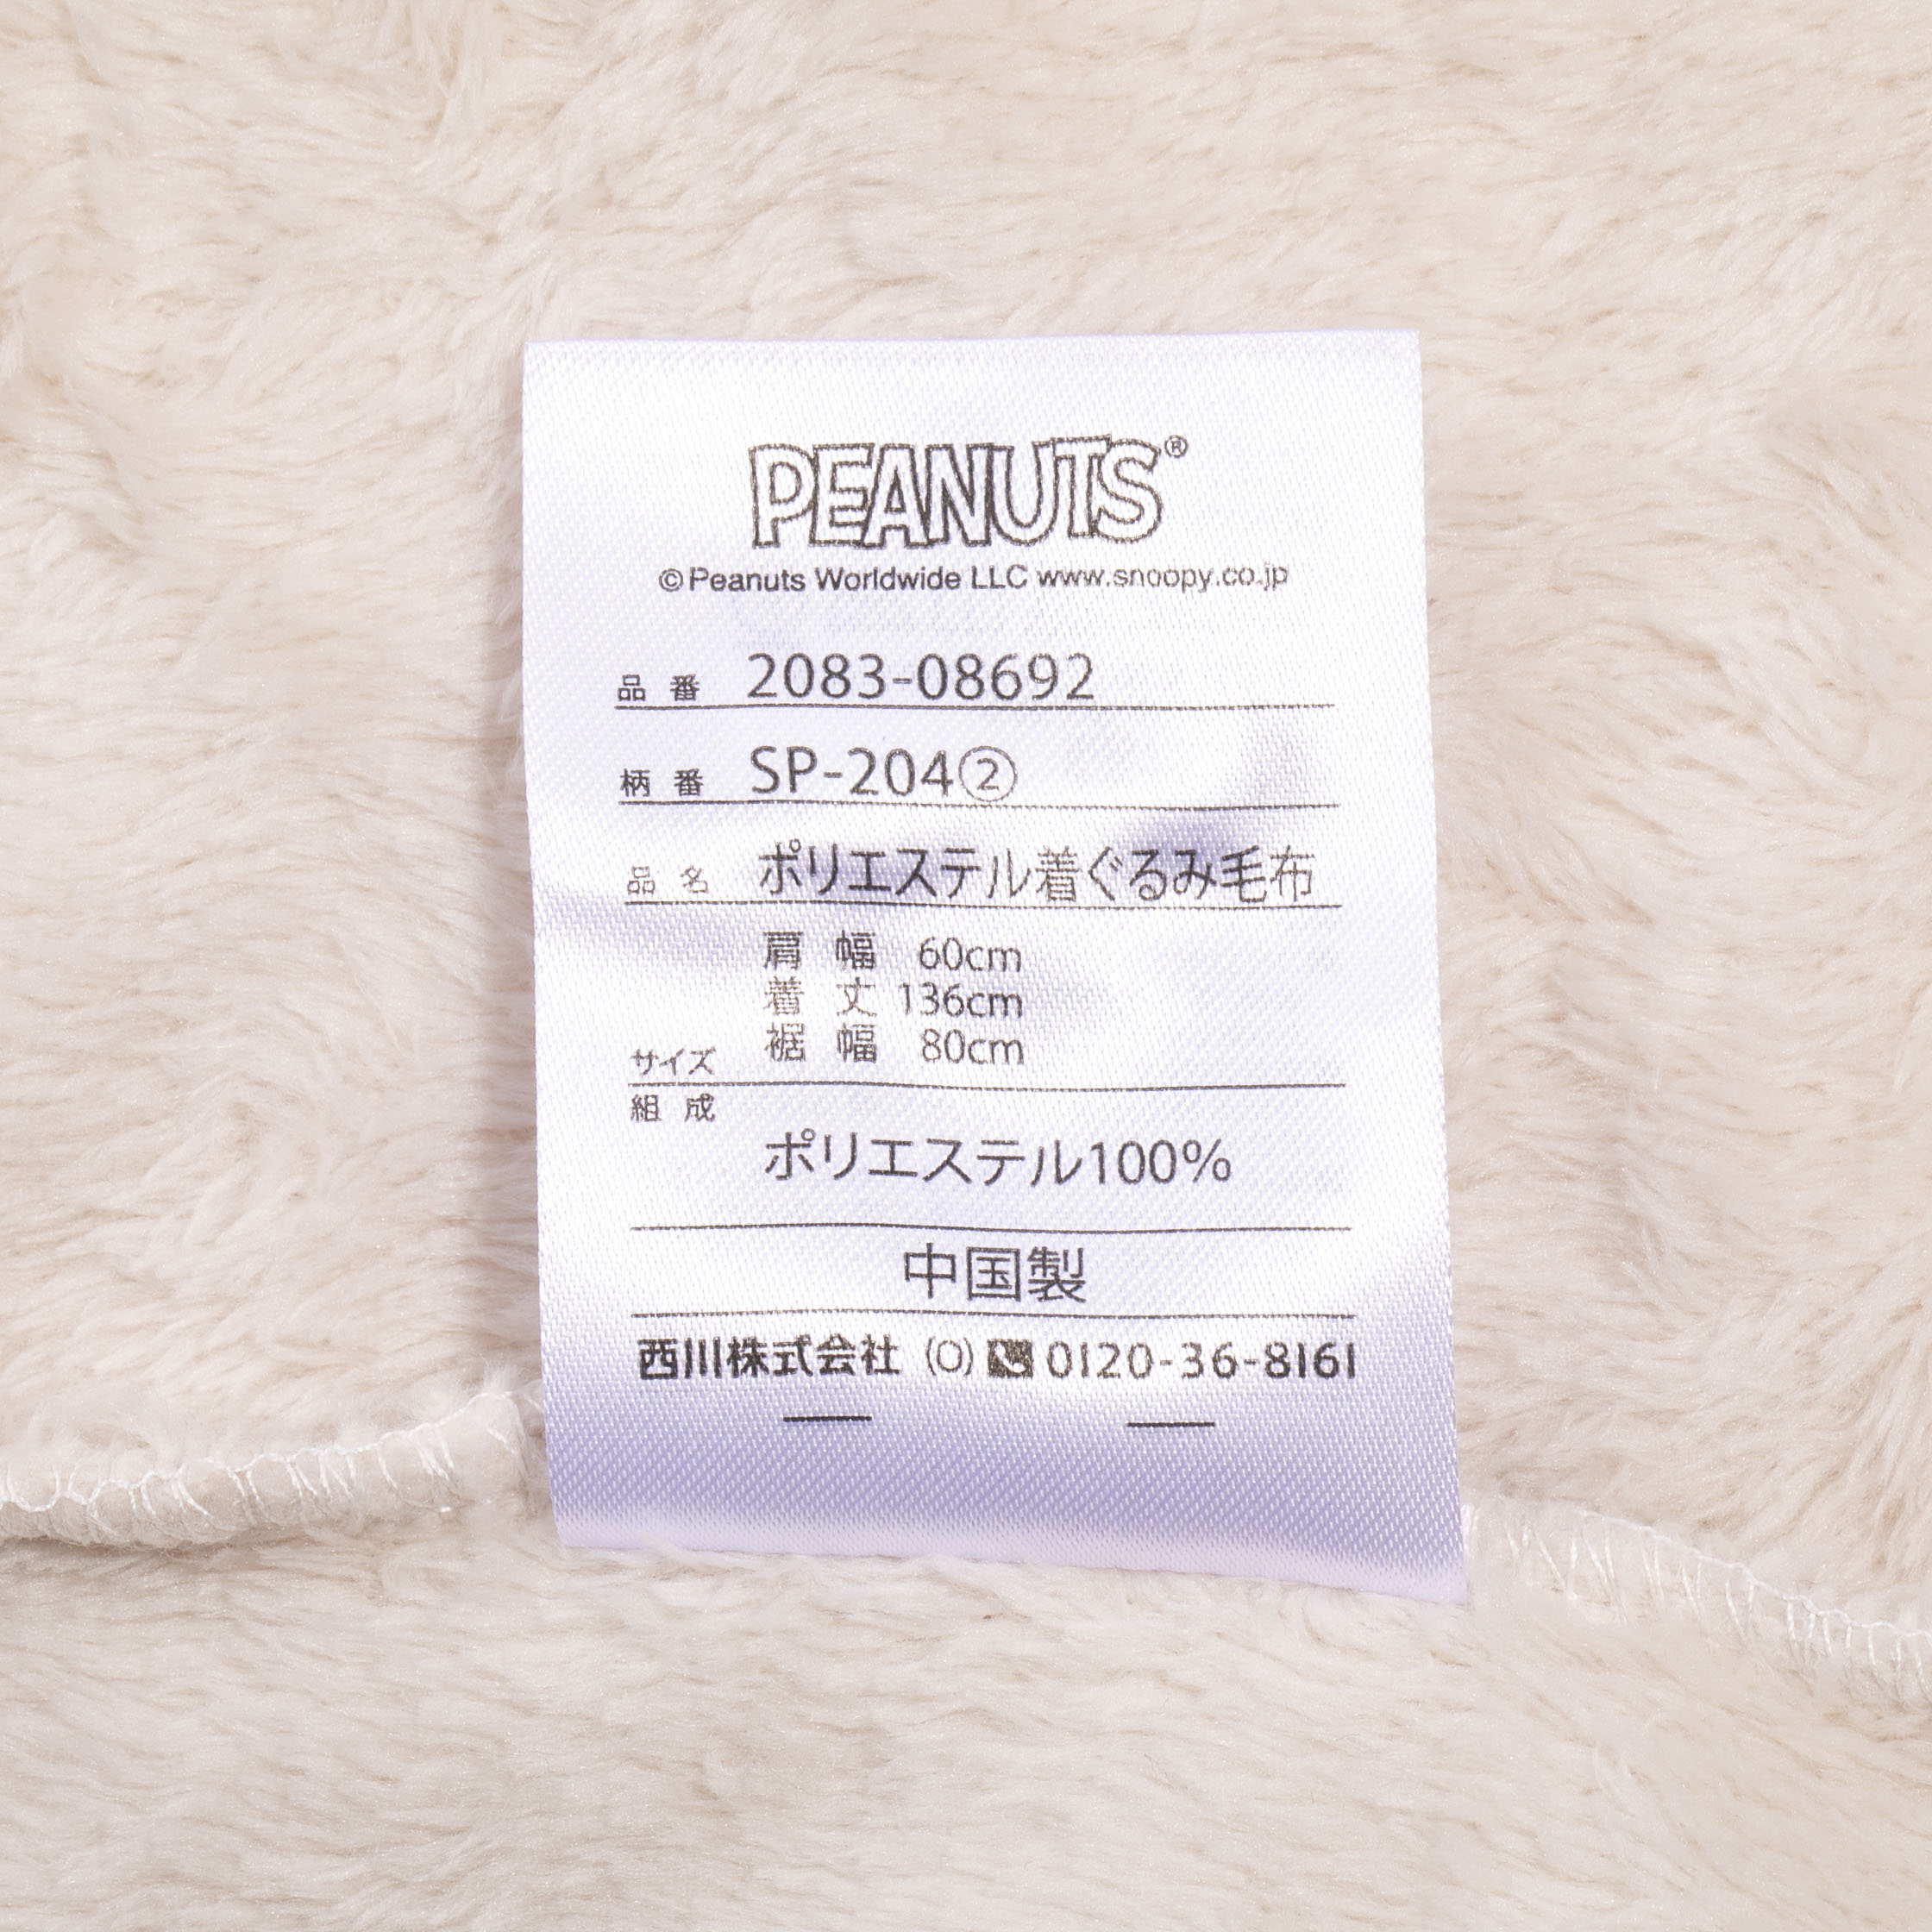 PEANUTS®
©Peanuts Worldwide LLC www.snoopy.co.jp
品番 2083-08692
柄番 SP-204②
品名 ポリエステル着ぐるみ毛布
肩幅 60cm
着丈 136cm
裾幅 80cm
サイズ
組成
ポリエステル100%
中国製
西川株式会社 (O) 0120-36-8161